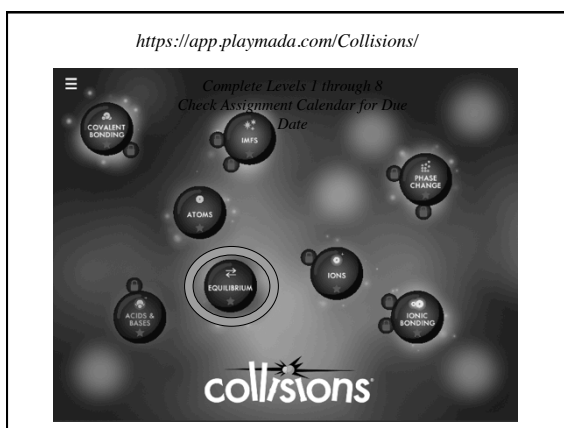 https://app.playmada.com/Collisions/
Complete Levels 1 through 8
Check Assignment Calendar for Due
Date
COVALENT
BONDING
IMFS
PHASE
CHANGE
ATOMS
IONS
EQUILIBRIUM
ACIDS &
BASES
IONIC
BONDING
collisions